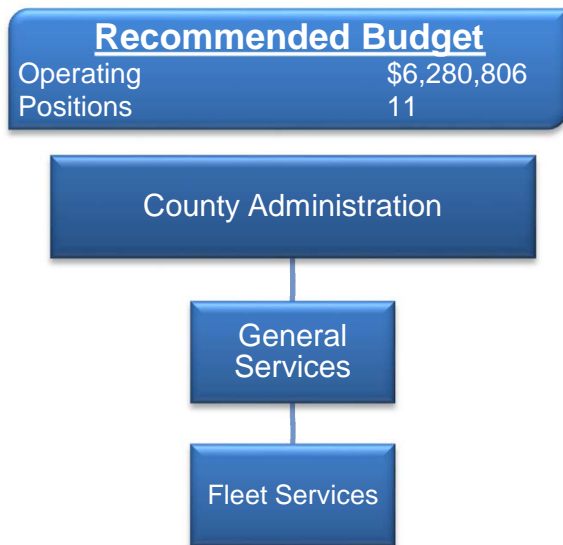 Recommended Budget
Operating $6,280,806
Positions 11
County Administration
General
Services
Fleet Services